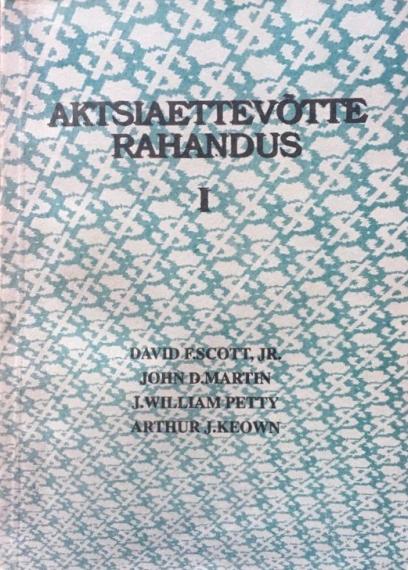 AKTSIAETTEVÕTTE
RAHANDUS
I
DAVID F.SCOTT, JR.
JOHN D.MARTIN
J.WILLIAM PETTY
ARTHUR J.KEOWN